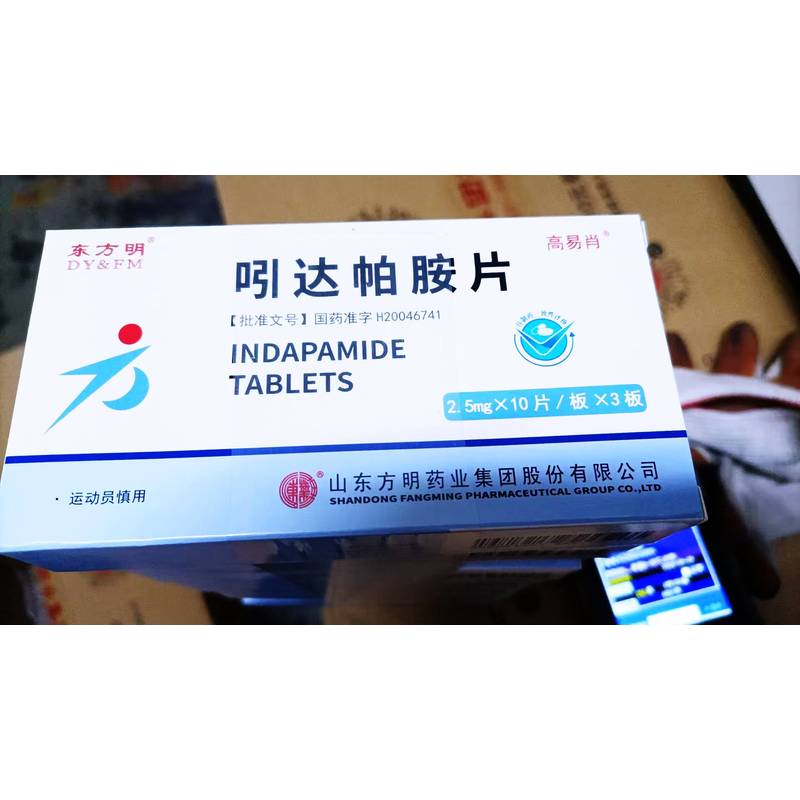 东方明®
DY&FM
高易肖®
吲达帕胺片
【批准文号】国药准字 H20046741
INDAPAMIDE
TABLETS
2.5mg×10片/板×3板
· 运动员慎用
山东方明药业集团股份有限公司
SHANDONG FANGMING PHARMACEUTICAL GROUP CO.,LTD